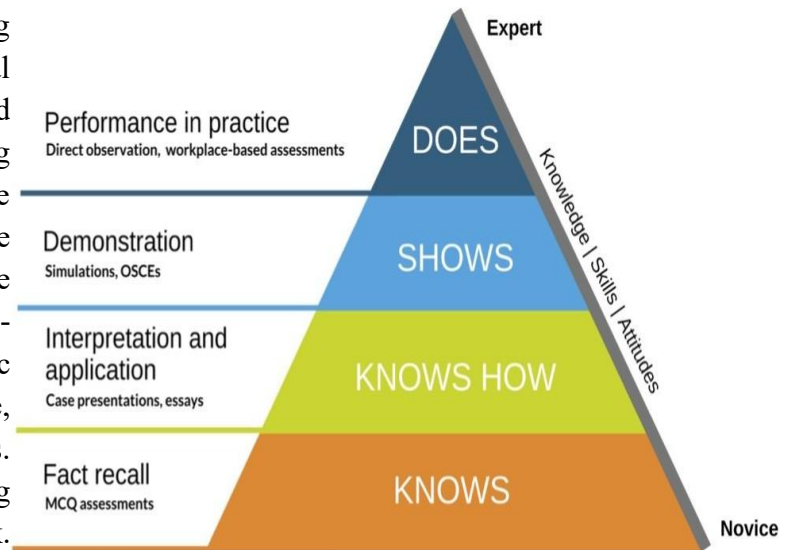 Expert
Performance in practice
Direct observation, workplace-based assessments
DOES
Demonstration
Simulations, OSCEs
SHOWS
Knowledge | Skills | Attitudes
Interpretation and
application
Case presentations, essays
KNOWS HOW
Fact recall
MCQ assessments
KNOWS
Novice